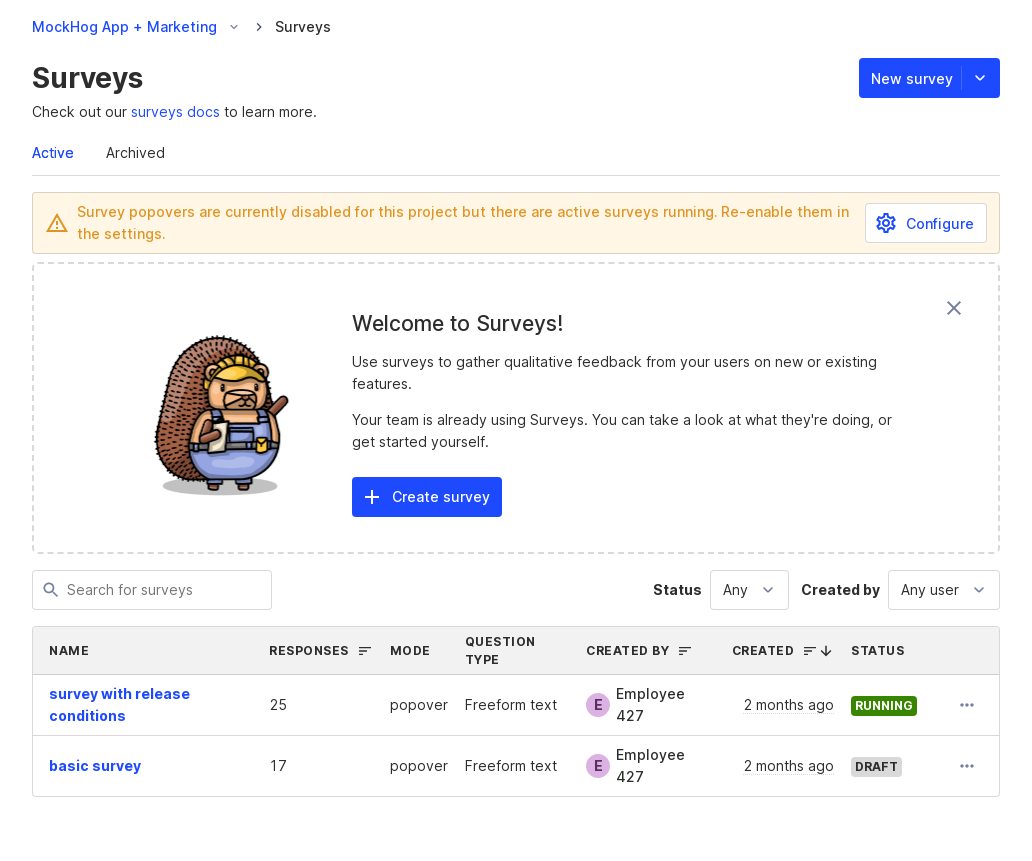 MockHog App + Marketing Surveys
Surveys
New survey
Check out our surveys docs to learn more.
Active Archived
Survey popovers are currently disabled for this project but there are active surveys running. Re-enable them in
the settings.
Configure
Welcome to Surveys!
Use surveys to gather qualitative feedback from your users on new or existing
features.
Your team is already using Surveys. You can take a look at what they're doing, or
get started yourself.
Create survey
Search for surveys Status Any Created by Any user
NAME RESPONSES MODE QUESTION
TYPE CREATED BY CREATED STATUS
survey with release
conditions 25 popover Freeform text E Employee
427 2 months ago RUNNING
basic survey 17 popover Freeform text E Employee
427 2 months ago DRAFT